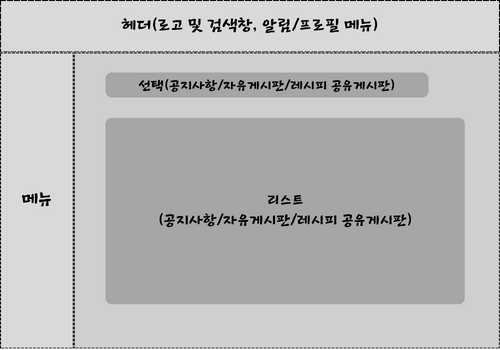 헤더(로고 및 검색창, 알림/프로필 메뉴)
선택(공지사항/자유게시판/레시피 공유게시판)
메뉴
리스트
(공지사항/자유게시판/레시피 공유게시판)